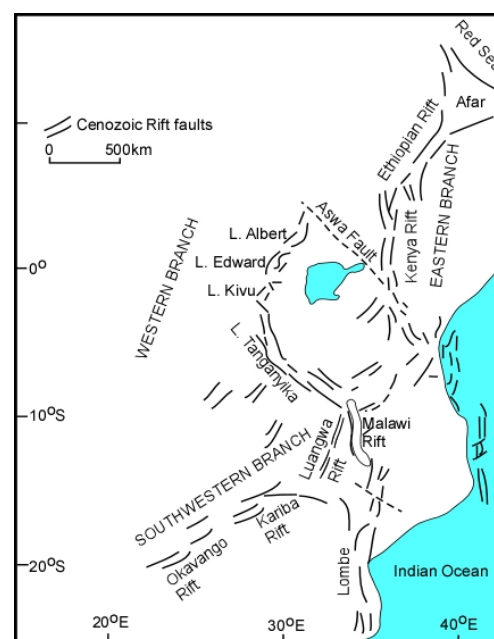 Red Sea
Afar
Cenozoic Rift faults
0 500km
Ethiopian Rift
EASTERN BRANCH
Kenya Rift
Aswa Fault
L. Albert
WESTERN BRANCH
L. Edward
0°
L. Kivu
L. Tanganyika
10°S
Malawi
Rift
Luangwa
Rift
SOUTHWESTERN BRANCH
Kariba
Rift
Okavango
Rift
20°S
Lombe
Indian Ocean
20°E
30°E
40°E